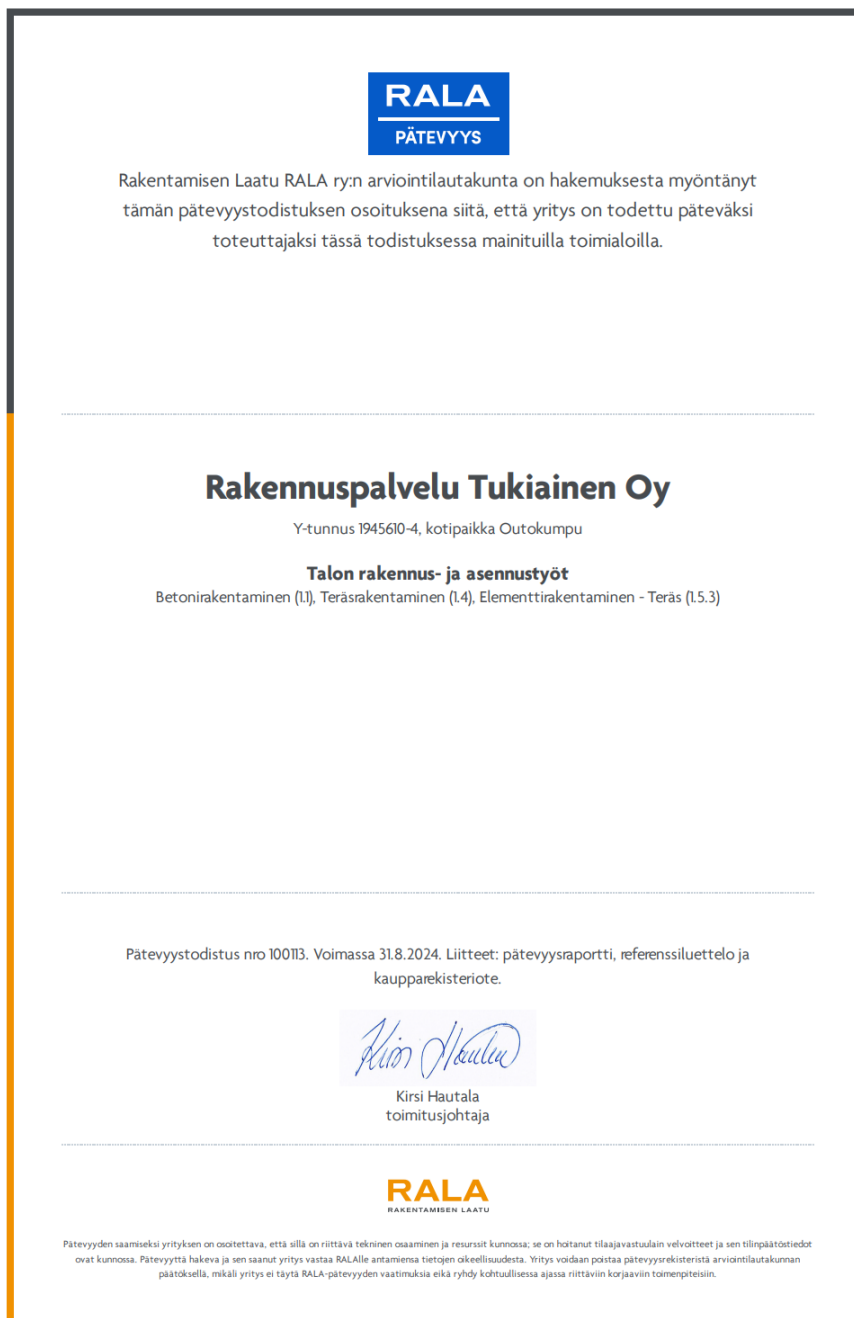 RALA
PÄTEVYYS
Rakentamisen Laatu RALA ry:n arviointilautakunta on hakemuksesta myöntänyt
tämän pätevyystodistuksen osoituksena siitä, että yritys on todettu päteväksi
toteuttajaksi tässä todistuksessa mainituilla toimialoilla.
Rakennuspalvelu Tukiainen Oy
Y-tunnus 1945610-4, kotipaikka Outokumpu
Talon rakennus- ja asennustyöt
Betonirakentaminen (1.1), Teräsrakentaminen (1.4), Elementtirakentaminen - Teräs (1.5.3)
Pätevyystodistus nro 100113. Voimassa 31.8.2024. Liitteet: pätevyysraportti, referenssiluettelo ja
kaupparekisteriote.
Kirsi Hautala
Kirsi Hautala
toimitusjohtaja
RALA
RAKENTAMISEN LAATU
Pätevyyden saamiseksi yrityksen on osoitettava, että sillä on riittävä tekninen osaaminen ja resurssit kunnossa; se on hoitanut tilaajavastuulain velvoitteet ja sen tilinpäätöstiedot
ovat kunnossa. Pätevyyttä hakeva ja sen saanut yritys vastaa RALAlle antamiensa tietojen oikeellisuudesta. Yritys voidaan poistaa pätevyysrekisteristä arviointilautakunnan
päätöksellä, mikäli yritys ei täytä RALA-pätevyyden vaatimuksia eikä ryhdy kohtuullisessa ajassa riittäviin korjaaviin toimenpiteisiin.